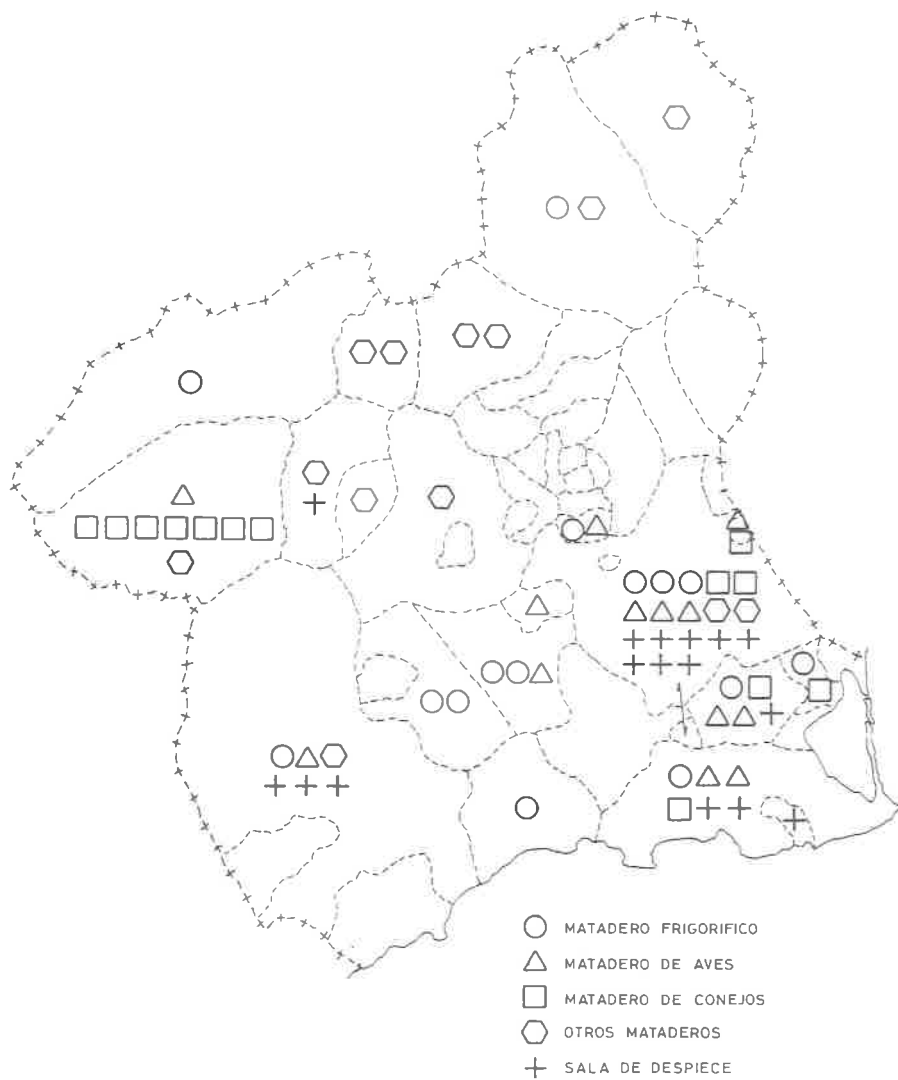 MATADERO FRIGORIFICO
MATADERO DE AVES
MATADERO DE CONEJOS
OTROS MATADEROS
SALA DE DESPIECE